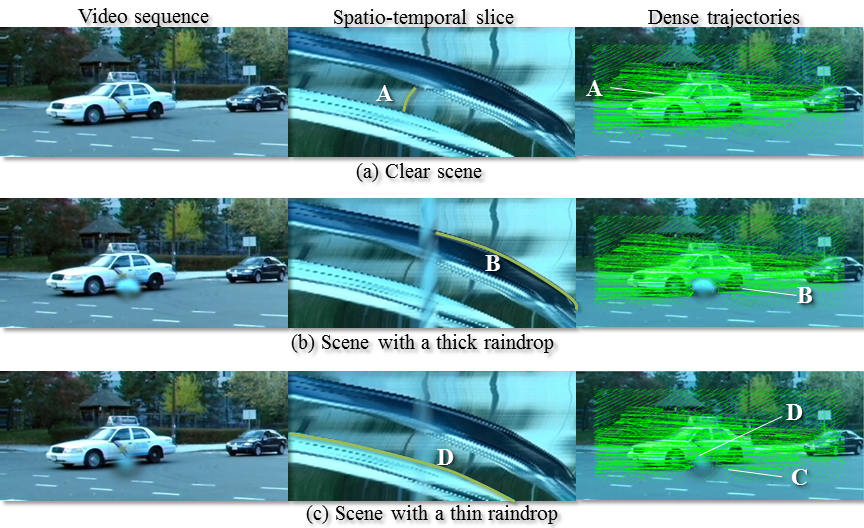 Video sequence
Spatio-temporal slice
Dense trajectories
A
A
(a) Clear scene
B
B
(b) Scene with a thick raindrop
D
D
C
(c) Scene with a thin raindrop